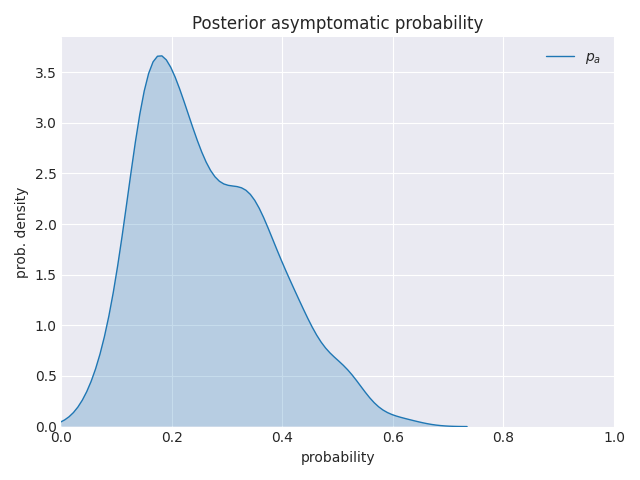 Posterior asymptomatic probability
pₐ
3.5
3.0
2.5
2.0
1.5
1.0
0.5
0.0
prob. density
0.0 0.2 0.4 0.6 0.8 1.0
probability